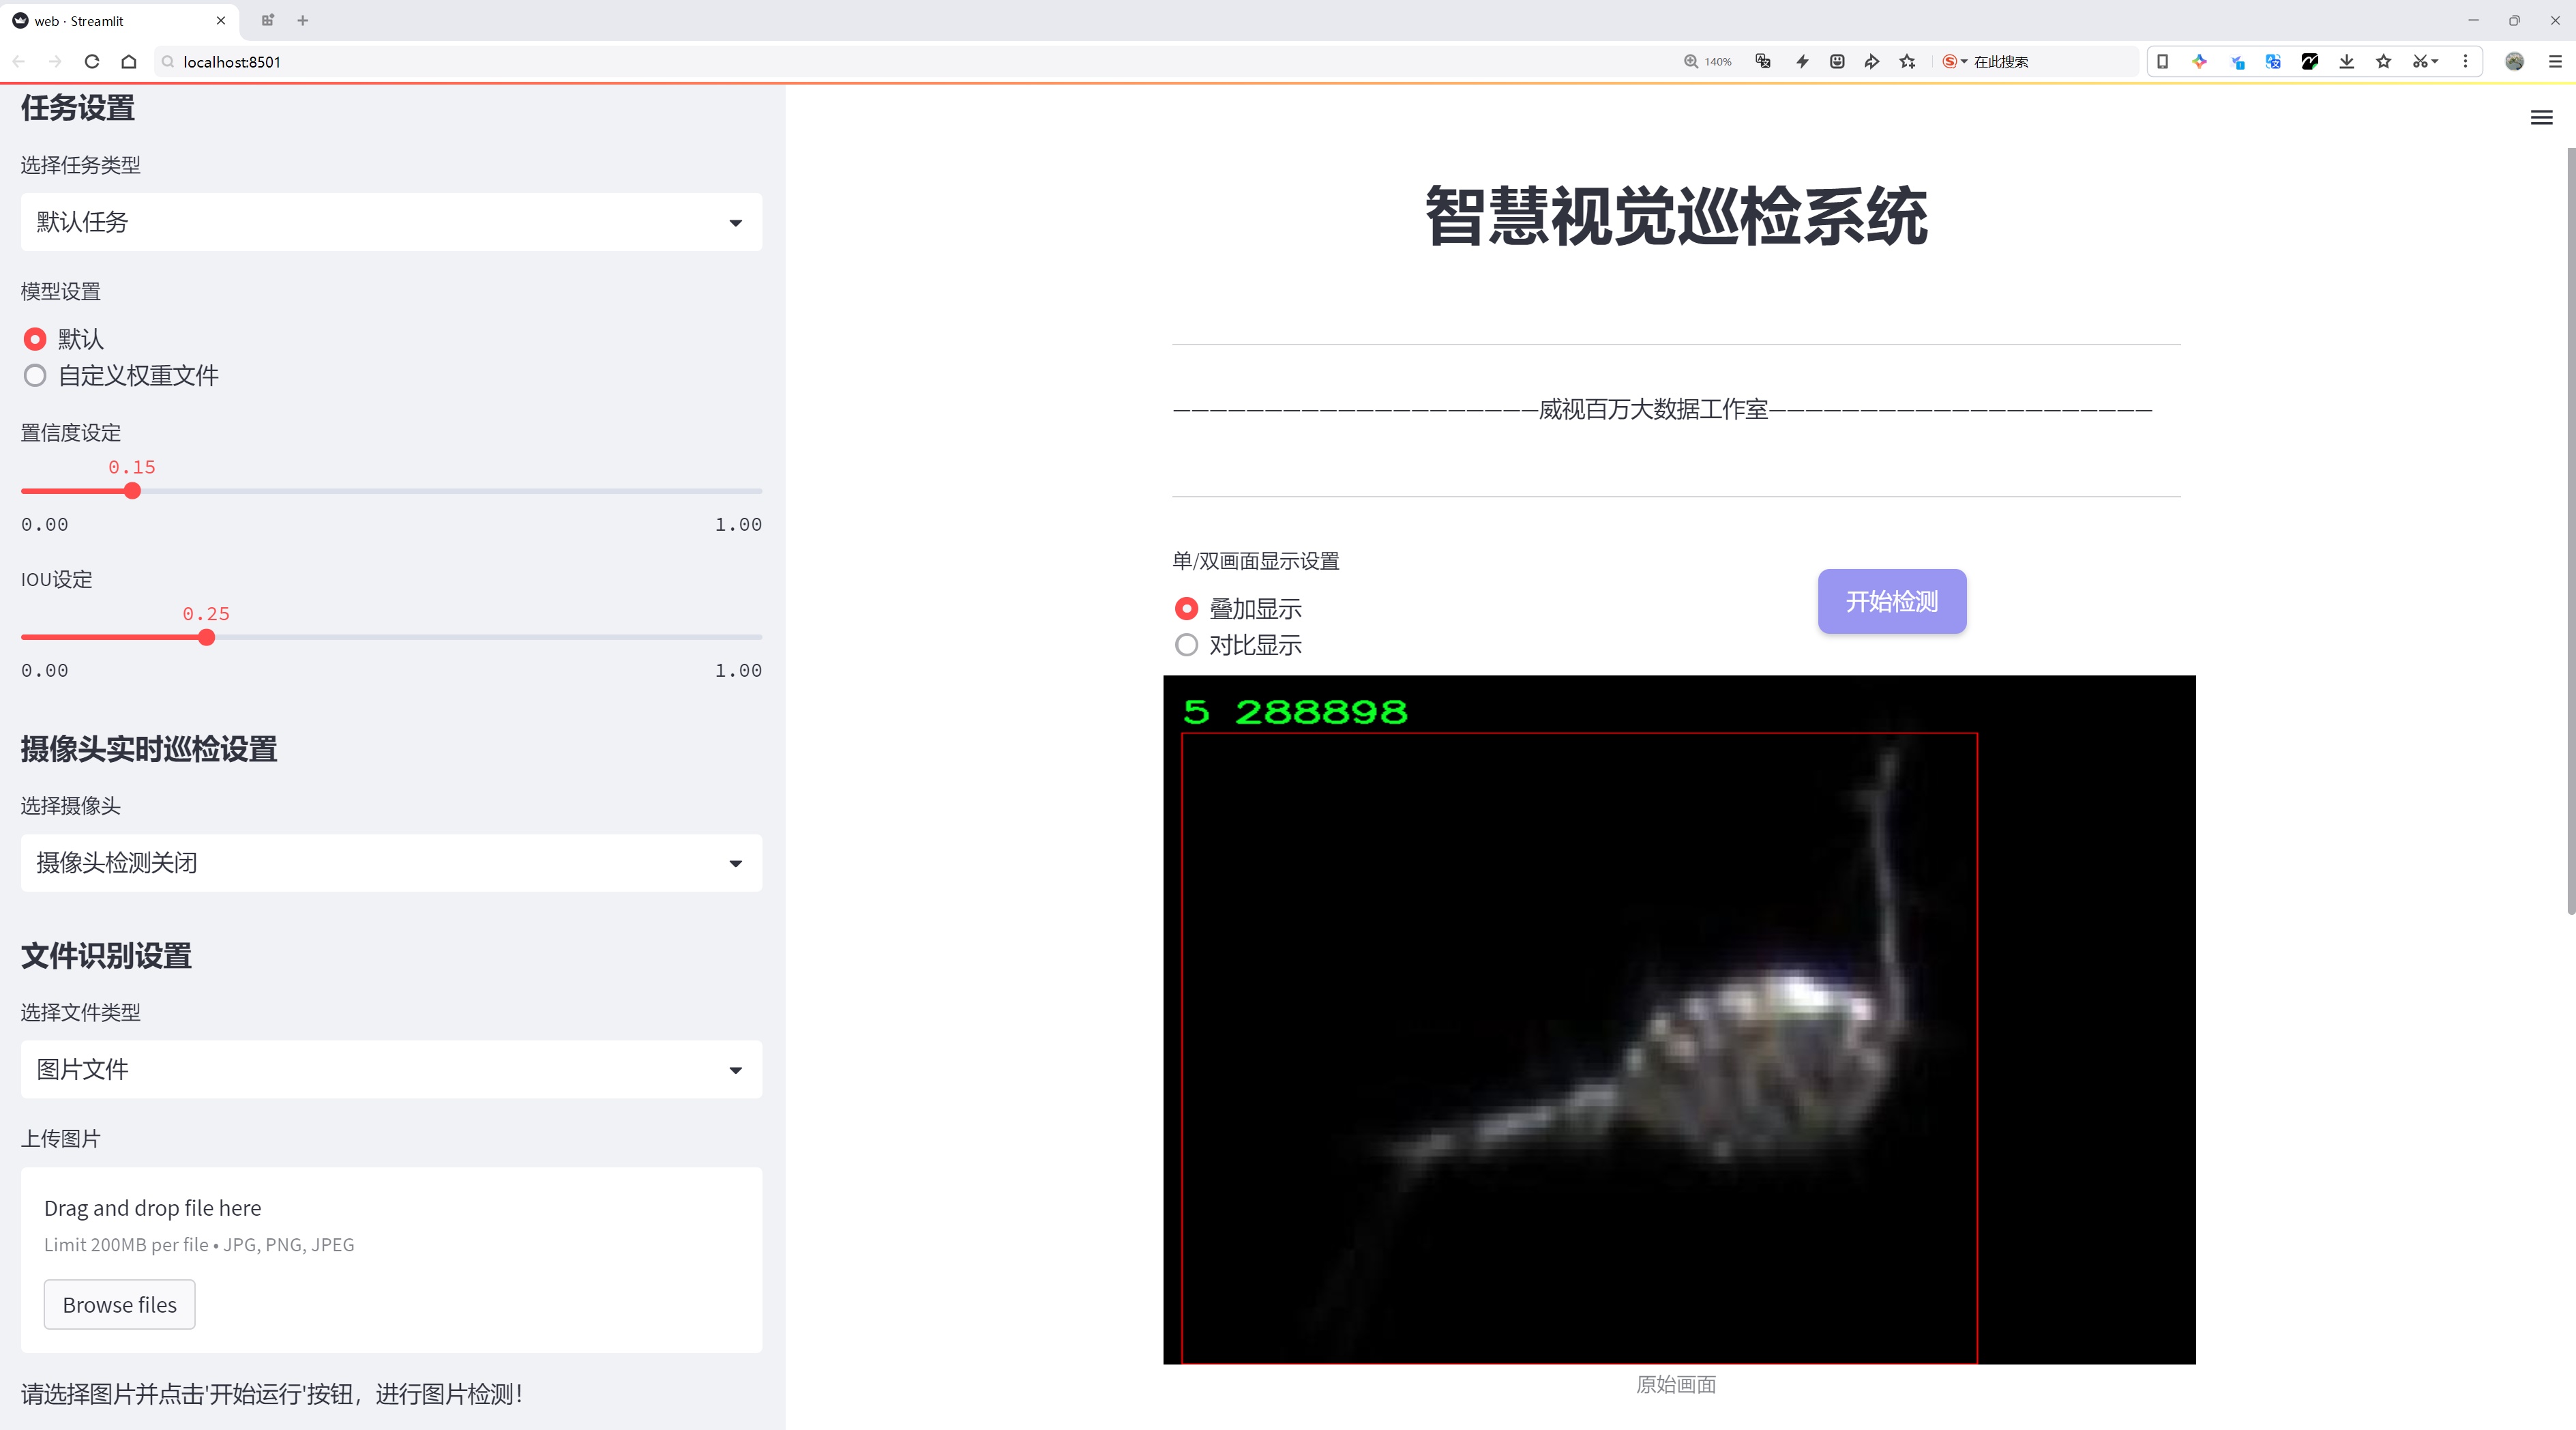 web · Streamlit
localhost:8501
140%
在此搜索
任务设置
选择任务类型
默认任务
模型设置
默认
自定义权重文件
置信度设定
0.15
0.00
1.00
IOU设定
0.25
0.00
1.00
摄像头实时巡检设置
选择摄像头
摄像头检测关闭
文件识别设置
选择文件类型
图片文件
上传图片
Drag and drop file here
Limit 200MB per file • JPG, PNG, JPEG
Browse files
请选择图片并点击'开始运行'按钮，进行图片检测！
智慧视觉巡检系统
————————————————————威视百万大数据工作室—————————————————————
单/双画面显示设置
叠加显示
对比显示
开始检测
5 288898
原始画面